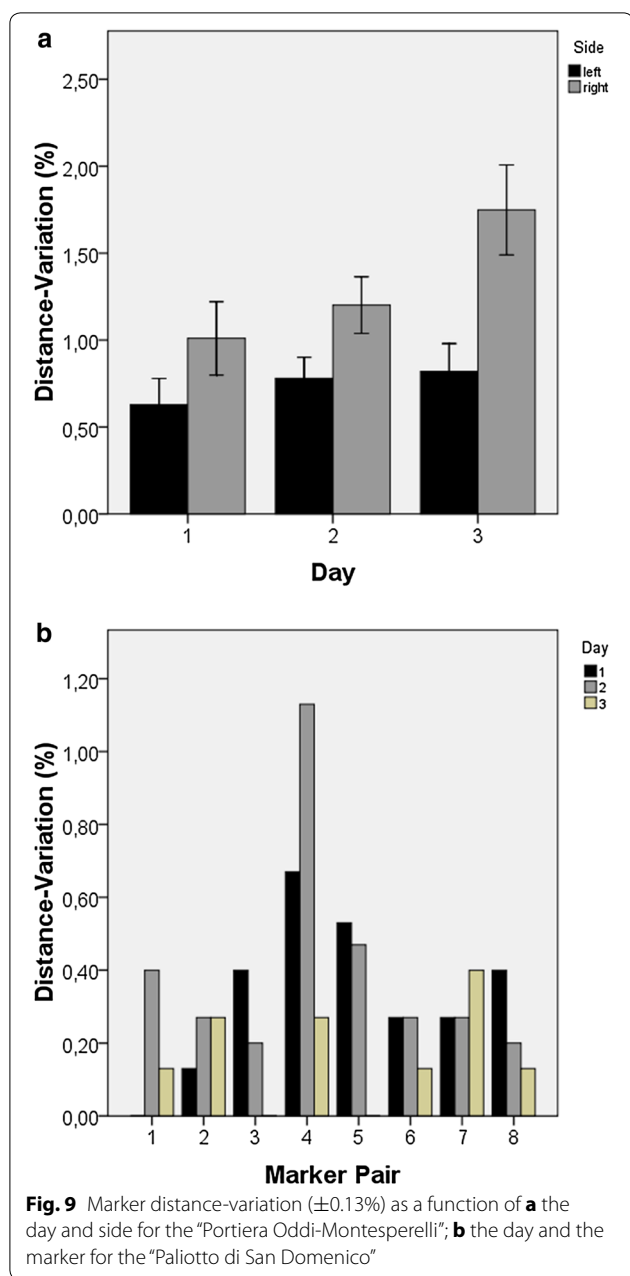 a
Side
left
right
2,50
2,00
1,50
1,00
0,50
0,00
Distance-Variation (%)
1 2 3
Day
b
Day
1
2
3
1,20
1,00
0,80
0,60
0,40
0,20
0,00
Distance-Variation (%)
1 2 3 4 5 6 7 8
Marker Pair
Fig. 9 Marker distance-variation (±0.13%) as a function of a the
day and side for the “Portiera Oddi-Montesperelli”; b the day and the
marker for the “Paliotto di San Domenico”